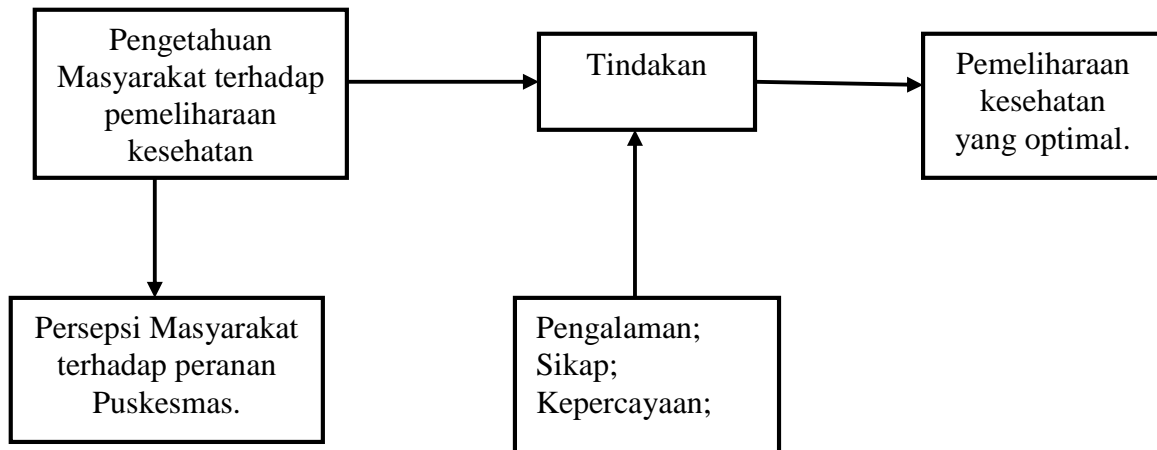 Pengetahuan
Masyarakat terhadap
pemeliharaan
kesehatan
Tindakan
Pemeliharaan
kesehatan
yang optimal.
Persepsi Masyarakat
terhadap peranan
Puskesmas.
Pengalaman;
Sikap;
Kepercayaan;